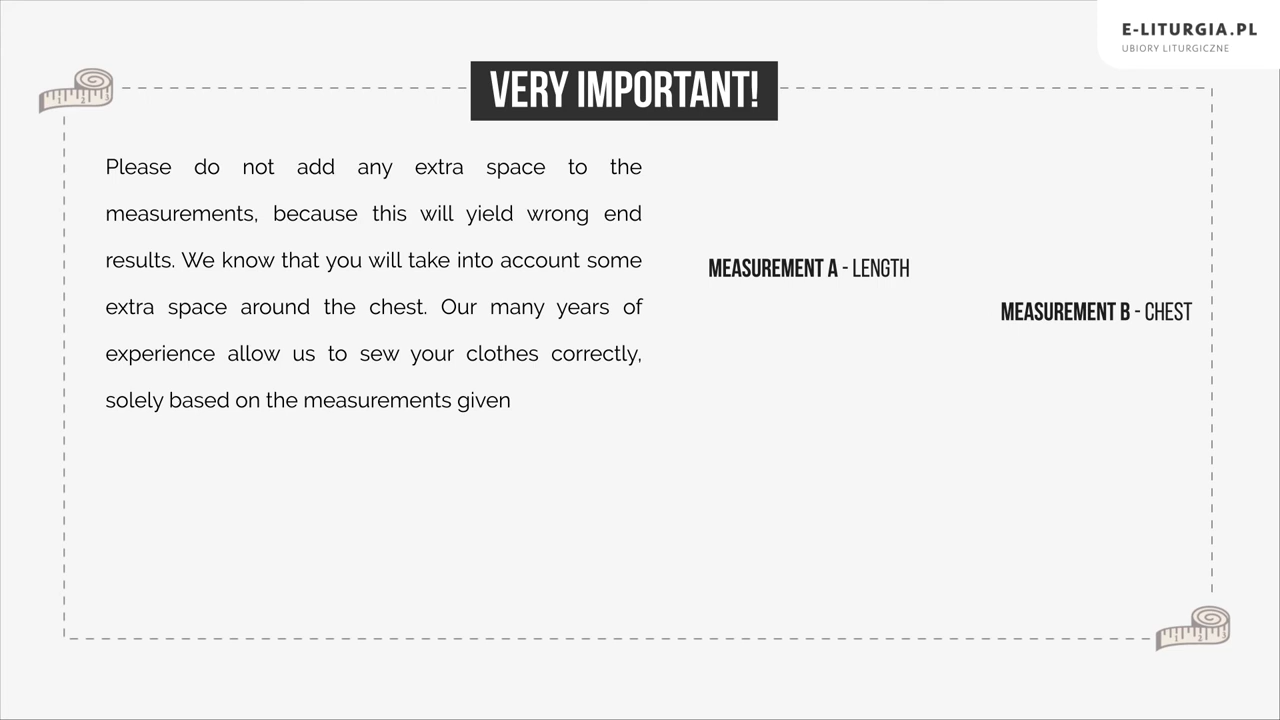 E-LITURGIA.PL
UBIORY LITURGICZNE
VERY IMPORTANT!
Please do not add any extra space to the
measurements, because this will yield wrong end
results. We know that you will take into account some
extra space around the chest. Our many years of
experience allow us to sew your clothes correctly,
solely based on the measurements given
MEASUREMENT A - LENGTH
MEASUREMENT B - CHEST